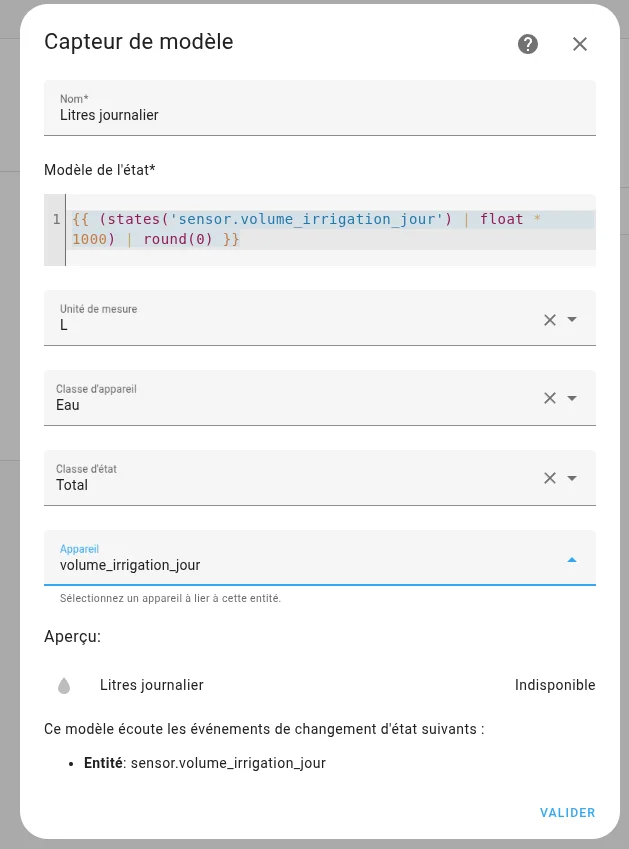 Capteur de modèle
Nom*
Litres journalier
Modèle de l'état*
1 {{ (states('sensor.volume_irrigation_jour') | float *
1000) | round(0) }}
Unité de mesure
L
Classe d'appareil
Eau
Classe d'état
Total
Appareil
volume_irrigation_jour
Sélectionnez un appareil à lier à cette entité.
Aperçu:
Litres journalier Indisponible
Ce modèle écoute les événements de changement d'état suivants :
• Entité: sensor.volume_irrigation_jour
VALIDER